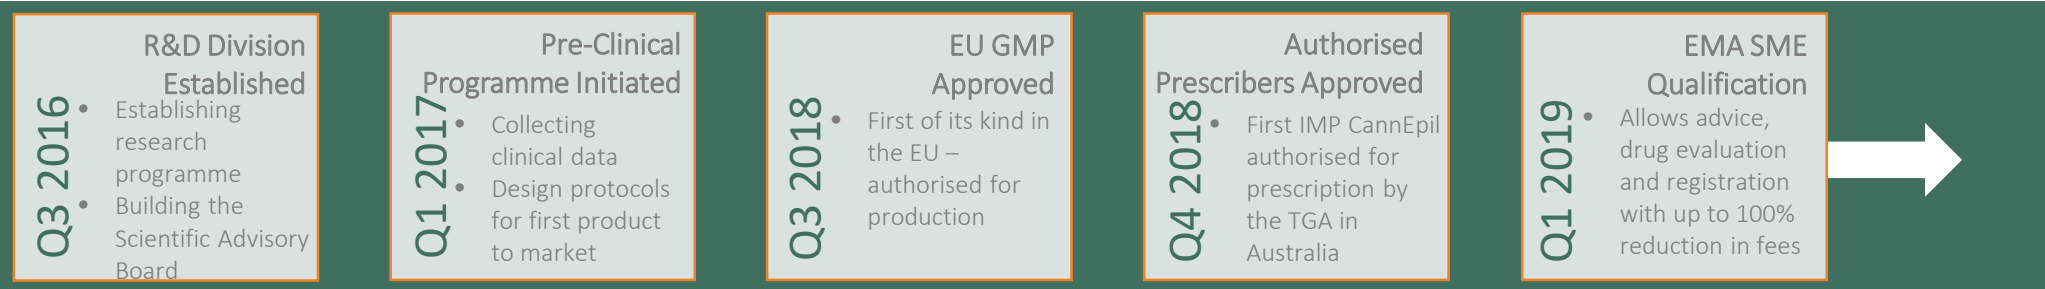 R&D Division
Established
Q3 2016
• Establishing
research
programme
• Building the
Scientific Advisory
Board
Pre-Clinical
Programme Initiated
Q1 2017
• Collecting
clinical data
• Design protocols
for first product
to market
EU GMP
Approved
Q3 2018
• First of its kind in
the EU –
authorised for
production
Authorised
Prescribers Approved
Q4 2018
• First IMP CannEpil
authorised for
prescription by
the TGA in
Australia
EMA SME
Qualification
Q1 2019
• Allows advice,
drug evaluation
and registration
with up to 100%
reduction in fees